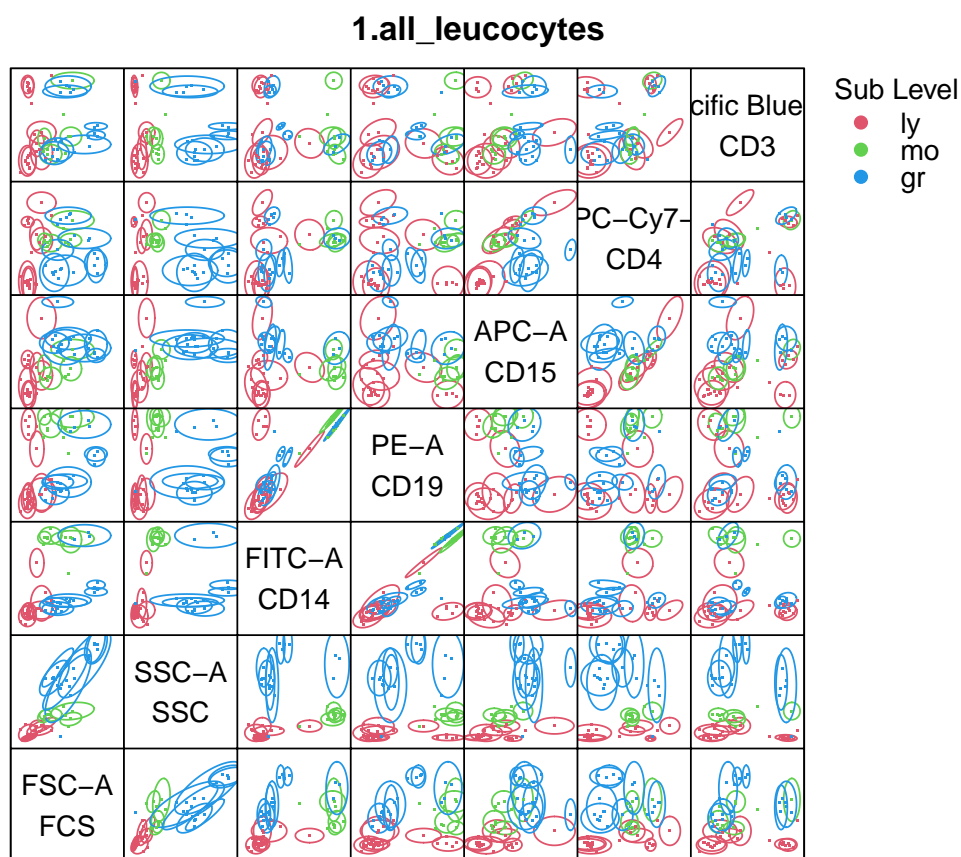 1.all_leucocytes
cific Blue
CD3
Sub Level
ly
mo
gr
PC−Cy7−
CD4
APC−A
CD15
PE−A
CD19
FITC−A
CD14
SSC−A
SSC
FSC−A
FCS